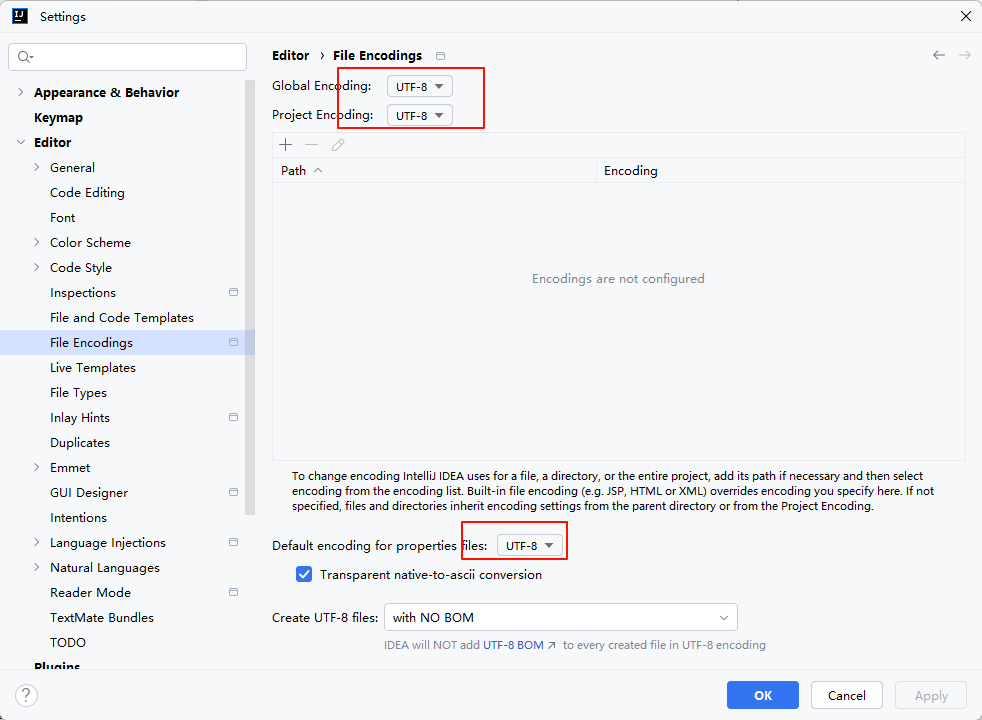 Settings
Appearance & Behavior
Keymap
Editor
General
Code Editing
Font
Color Scheme
Code Style
Inspections
File and Code Templates
File Encodings
Live Templates
File Types
Inlay Hints
Duplicates
Emmet
GUI Designer
Intentions
Language Injections
Natural Languages
Reader Mode
TextMate Bundles
TODO
Plugins
Editor › File Encodings
Global Encoding: UTF-8
Project Encoding: UTF-8
Path Encoding
Encodings are not configured
To change encoding IntelliJ IDEA uses for a file, a directory, or the entire project, add its path if necessary and then select
encoding from the encoding list. Built-in file encoding (e.g. JSP, HTML or XML) overrides encoding you specify here. If not
specified, files and directories inherit encoding settings from the parent directory or from the Project Encoding.
Default encoding for properties files: UTF-8
Transparent native-to-ascii conversion
Create UTF-8 files: with NO BOM
IDEA will NOT add UTF-8 BOM ↗ to every created file in UTF-8 encoding
? OK Cancel Apply